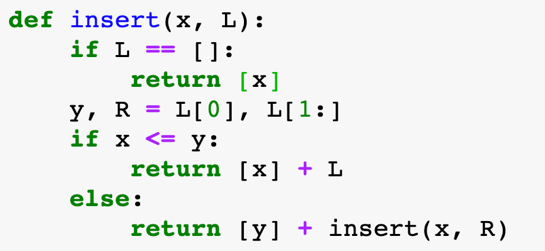 def insert(x, L):
    if L == []:
        return [x]
    y, R = L[0], L[1:]
    if x <= y:
        return [x] + L
    else:
        return [y] + insert(x, R)